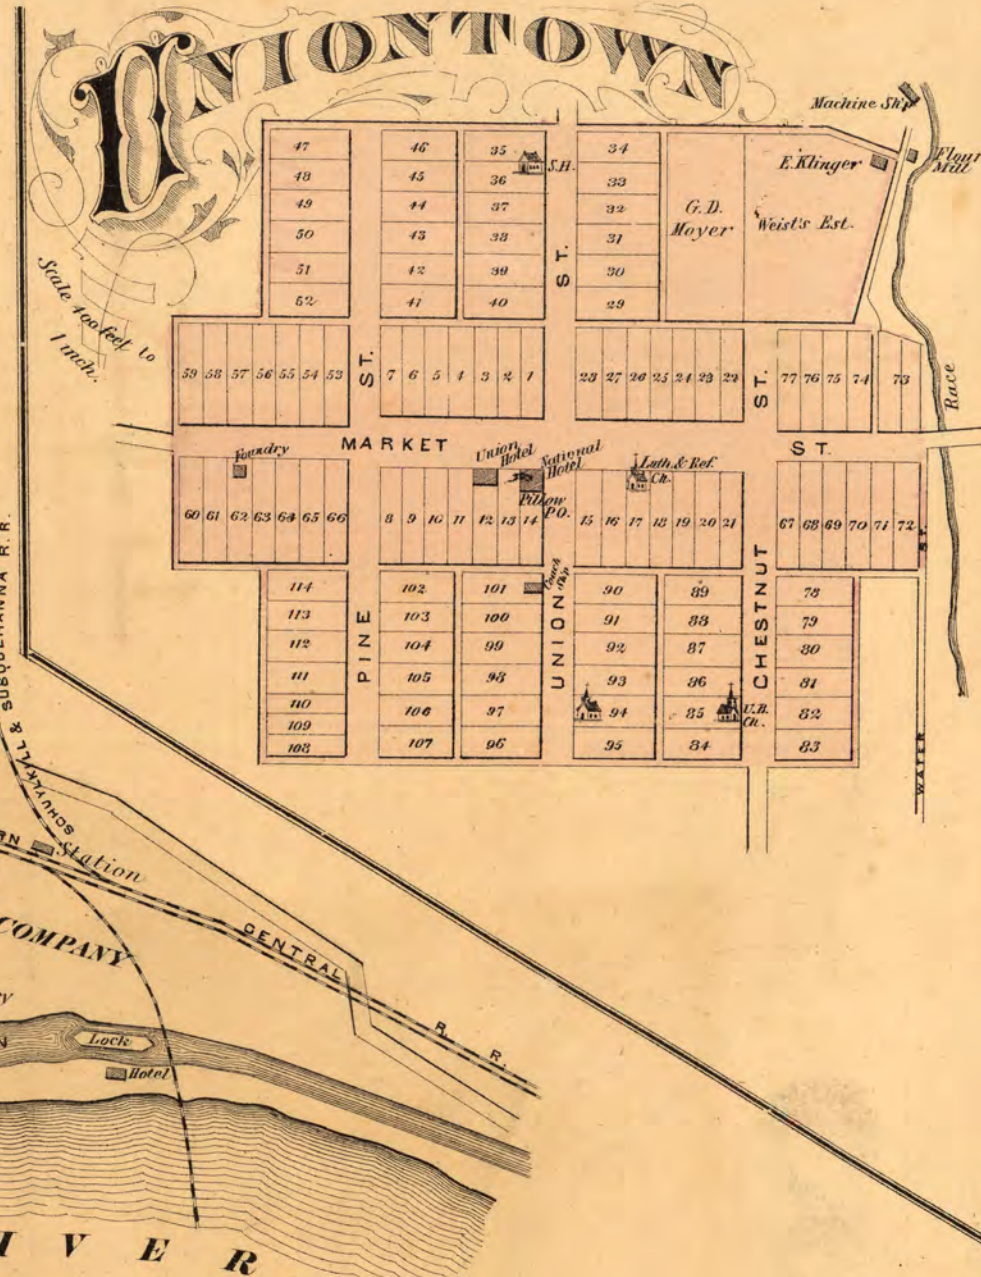 UNIONTOWN
Scale 400 feet to
1 inch.
Machine Sh'p
Flour
Mill
E. Klinger
Race
47 46 35 S.H. 34
48 45 36 33
49 44 37 32
G.D.
Moyer
Weist's Est.
50 43 38 31
51 42 39 30
52 41 40 29
ST.
59 58 57 56 55 54 53
ST.
7 6 5 4 3 2 1
28 27 26 25 24 23 22
ST.
77 76 75 74 73
MARKET ST.
Foundry
Union
Hotel
National
Hotel
Pillow
P.O.
Luth. & Ref.
Ch.
60 61 62 63 64 65 66
8 9 10 11 12 13 14
15 16 17 18 19 20 21
67 68 69 70 71 72
ST.
Coach
Shp
114 102 101 90 89 78
113 103 100 91 88 79
112 104 99 92 87 80
111 105 98 93 86 81
110 106 97 94 85 82
109
108 107 96 95 84 83
U.B.
Ch.
PINE
UNION
CHESTNUT
WATER
SCHUYLKILL & SUSQUEHANNA R.R.
RN
Station
CENTRAL R. R.
COMPANY
Lock
Hotel
IVER